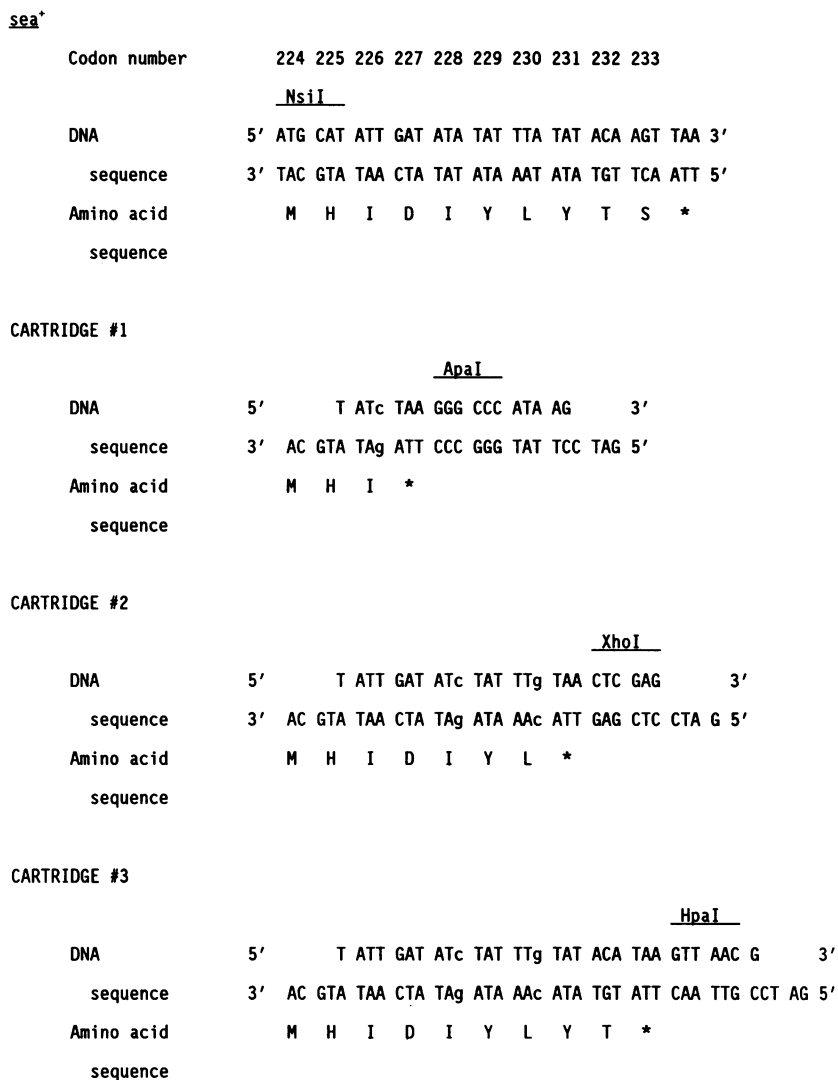 sea⁺
Codon number 224 225 226 227 228 229 230 231 232 233
NsiI
DNA 5' ATG CAT ATT GAT ATA TAT TTA TAT ACA AGT TAA 3'
sequence 3' TAC GTA TAA CTA TAT ATA AAT ATA TGT TCA ATT 5'
Amino acid M H I D I Y L Y T S *
sequence
CARTRIDGE #1
ApaI
DNA 5' T ATc TAA GGG CCC ATA AG 3'
sequence 3' AC GTA TAg ATT CCC GGG TAT TCC TAG 5'
Amino acid M H I *
sequence
CARTRIDGE #2
XhoI
DNA 5' T ATT GAT ATc TAT TTg TAA CTC GAG 3'
sequence 3' AC GTA TAA CTA TAg ATA AAc ATT GAG CTC CTA G 5'
Amino acid M H I D I Y L *
sequence
CARTRIDGE #3
HpaI
DNA 5' T ATT GAT ATc TAT TTg TAT ACA TAA GTT AAC G 3'
sequence 3' AC GTA TAA CTA TAg ATA AAc ATA TGT ATT CAA TTG CCT AG 5'
Amino acid M H I D I Y L Y T *
sequence